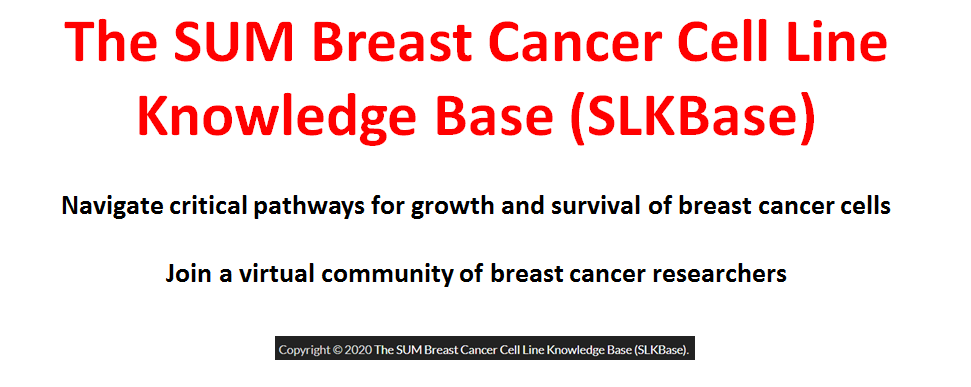 The SUM Breast Cancer Cell Line
Knowledge Base (SLKBase)
Navigate critical pathways for growth and survival of breast cancer cells
Join a virtual community of breast cancer researchers
Copyright © 2020 The SUM Breast Cancer Cell Line Knowledge Base (SLKBase).